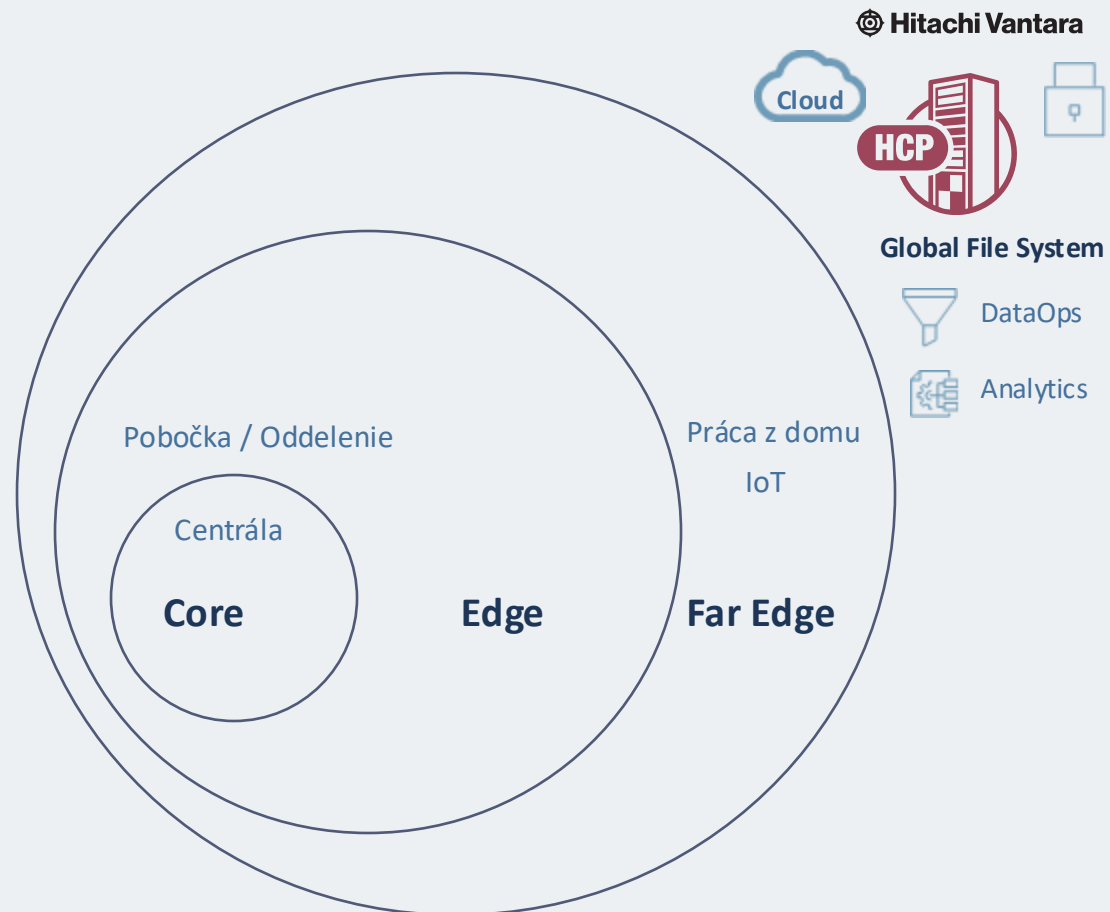 Hitachi Vantara
Cloud
HCP
Global File System
DataOps
Analytics
Pobočka / Oddelenie
Práca z domu
IoT
Centrála
Core
Edge
Far Edge